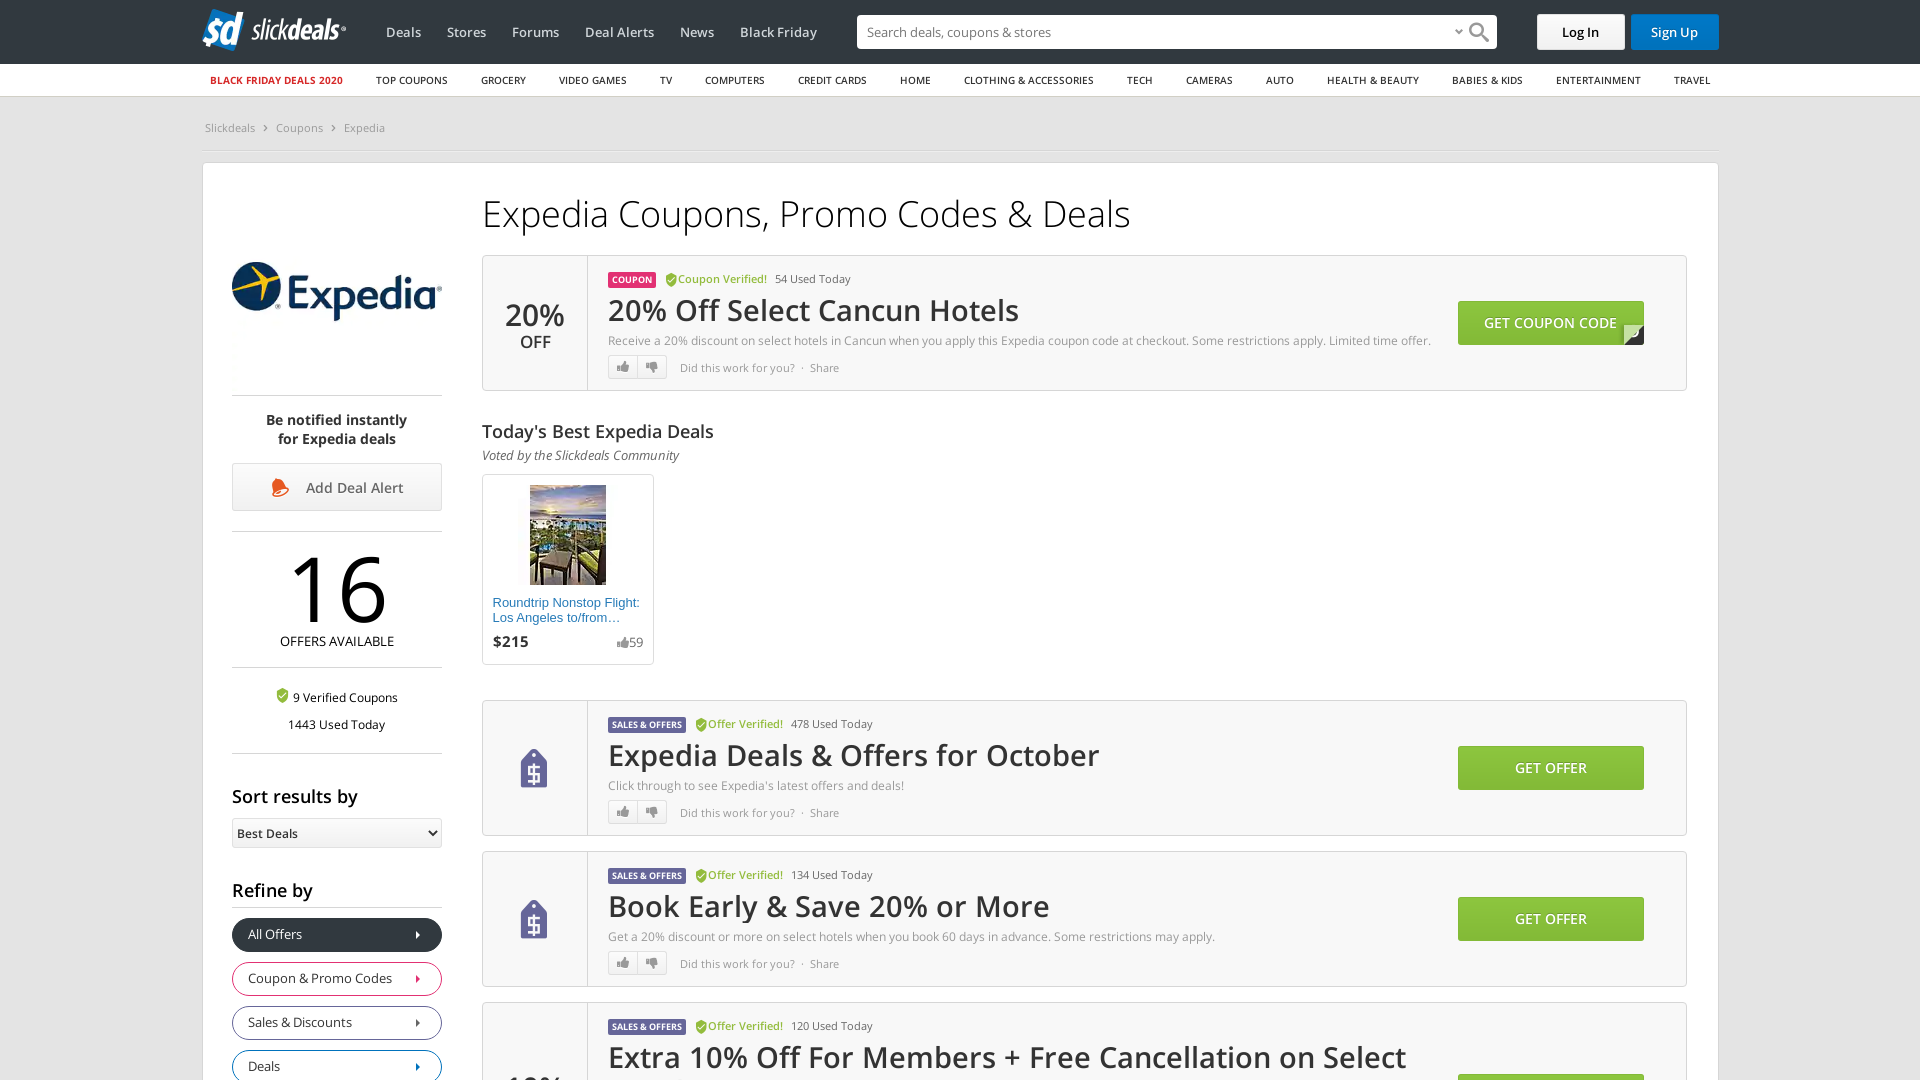 slickdeals
Deals
Stores
Forums
Deal Alerts
News
Black Friday
Search deals, coupons & stores
Log In
Sign Up
BLACK FRIDAY DEALS 2020
TOP COUPONS
GROCERY
VIDEO GAMES
TV
COMPUTERS
CREDIT CARDS
HOME
CLOTHING & ACCESSORIES
TECH
CAMERAS
AUTO
HEALTH & BEAUTY
BABIES & KIDS
ENTERTAINMENT
TRAVEL
Slickdeals
Coupons
Expedia
Expedia
Be notified instantly
for Expedia deals
Add Deal Alert
16
OFFERS AVAILABLE
9 Verified Coupons
1443 Used Today
Sort results by
Best Deals
Refine by
All Offers
Coupon & Promo Codes
Sales & Discounts
Deals
Expedia Coupons, Promo Codes & Deals
20%
OFF
COUPON
Coupon Verified!
54 Used Today
20% Off Select Cancun Hotels
Receive a 20% discount on select hotels in Cancun when you apply this Expedia coupon code at checkout. Some restrictions apply. Limited time offer.
Did this work for you? · Share
GET COUPON CODE
Today's Best Expedia Deals
Voted by the Slickdeals Community
Roundtrip Nonstop Flight:
Los Angeles to/from…
$215
59
SALES & OFFERS
Offer Verified!
478 Used Today
Expedia Deals & Offers for October
Click through to see Expedia's latest offers and deals!
Did this work for you? · Share
GET OFFER
SALES & OFFERS
Offer Verified!
134 Used Today
Book Early & Save 20% or More
Get a 20% discount or more on select hotels when you book 60 days in advance. Some restrictions may apply.
Did this work for you? · Share
GET OFFER
SALES & OFFERS
Offer Verified!
120 Used Today
Extra 10% Off For Members + Free Cancellation on Select